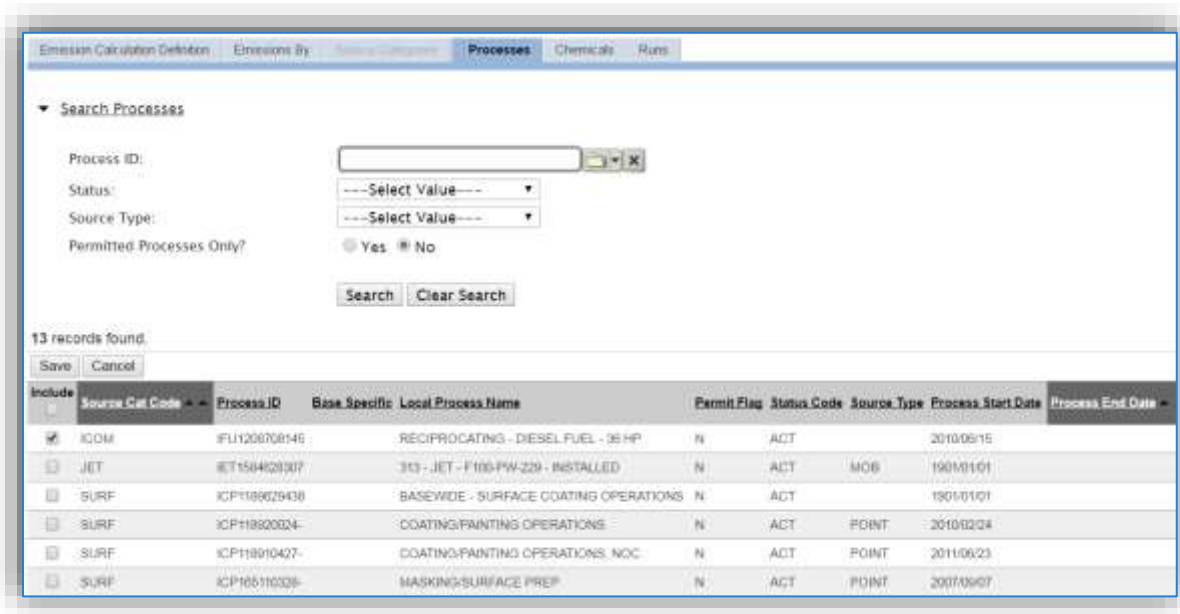 Emission Calculation Definition Emissions By Source Categories Processes Chemicals Runs
Search Processes
Process ID:
Status: ---Select Value---
Source Type: ---Select Value---
Permitted Processes Only? Yes No
Search Clear Search
13 records found.
Save Cancel
Include Source Cat Code Process ID Base Specific Local Process Name Permit Flag Status Code Source Type Process Start Date Process End Date
ICOM RECIPROCATING - DIESEL FUEL - 36 HP N ACT 2010/06/15
JET 313 - JET - F100-PW-229 - INSTALLED N ACT MOB 1901/01/01
SURF BASEWIDE - SURFACE COATING OPERATIONS N ACT 1901/01/01
SURF COATING/PAINTING OPERATIONS N ACT POINT 2010/02/24
SURF COATING/PAINTING OPERATIONS, NOC N ACT POINT 2011/06/23
SURF MASKING/SURFACE PREP N ACT POINT 2007/09/07